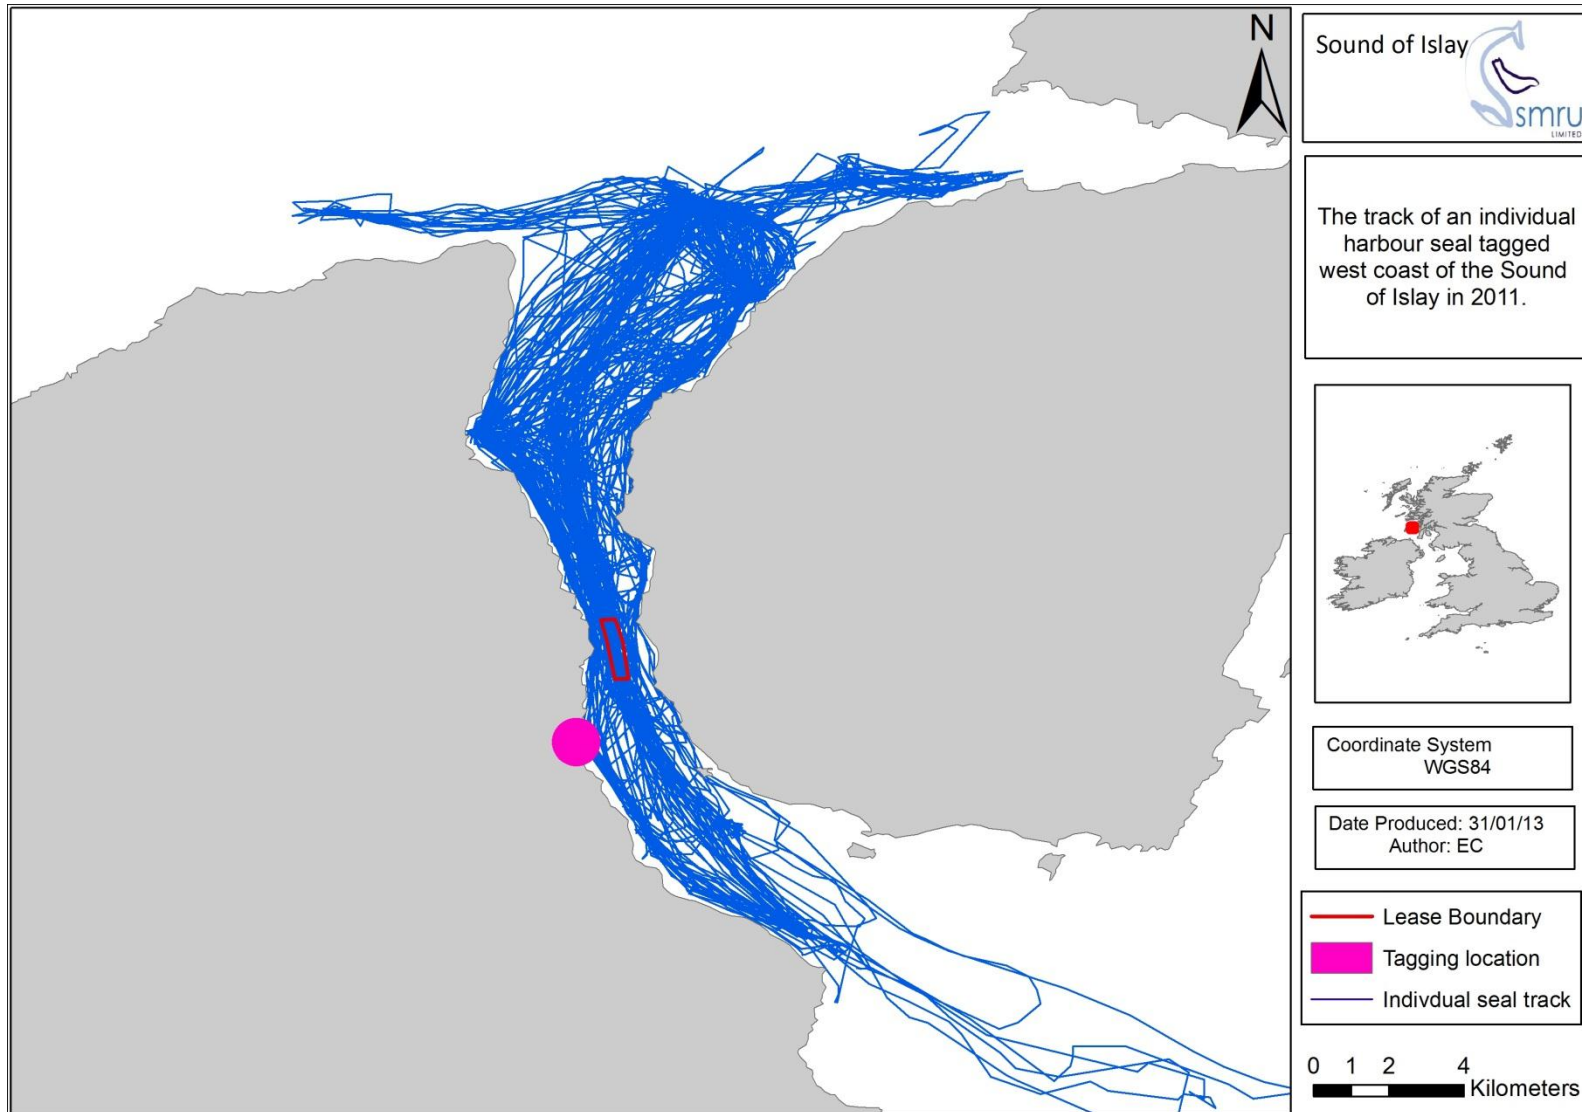 N
Sound of Islay
smru
LIMITED
The track of an individual
harbour seal tagged
west coast of the Sound
of Islay in 2011.
Coordinate System
WGS84
Date Produced: 31/01/13
Author: EC
Lease Boundary
Tagging location
Indivdual seal track
0 1 2 4
Kilometers